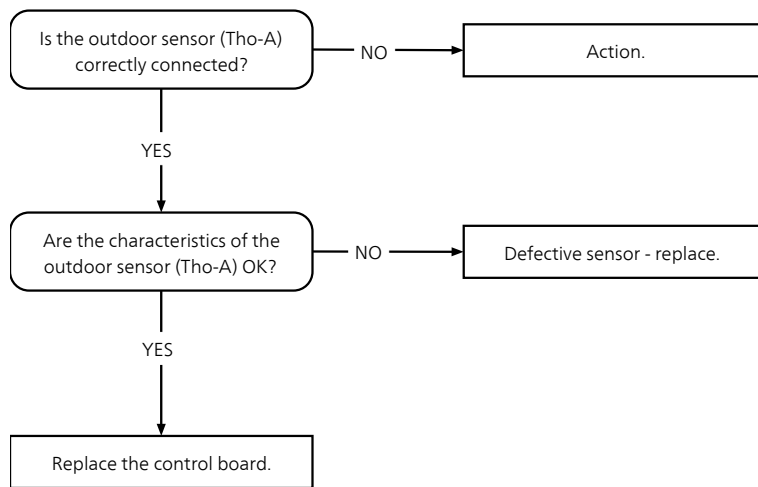 Is the outdoor sensor (Tho-A)
correctly connected?
NO
Action.
YES
Are the characteristics of the
outdoor sensor (Tho-A) OK?
NO
Defective sensor - replace.
YES
Replace the control board.